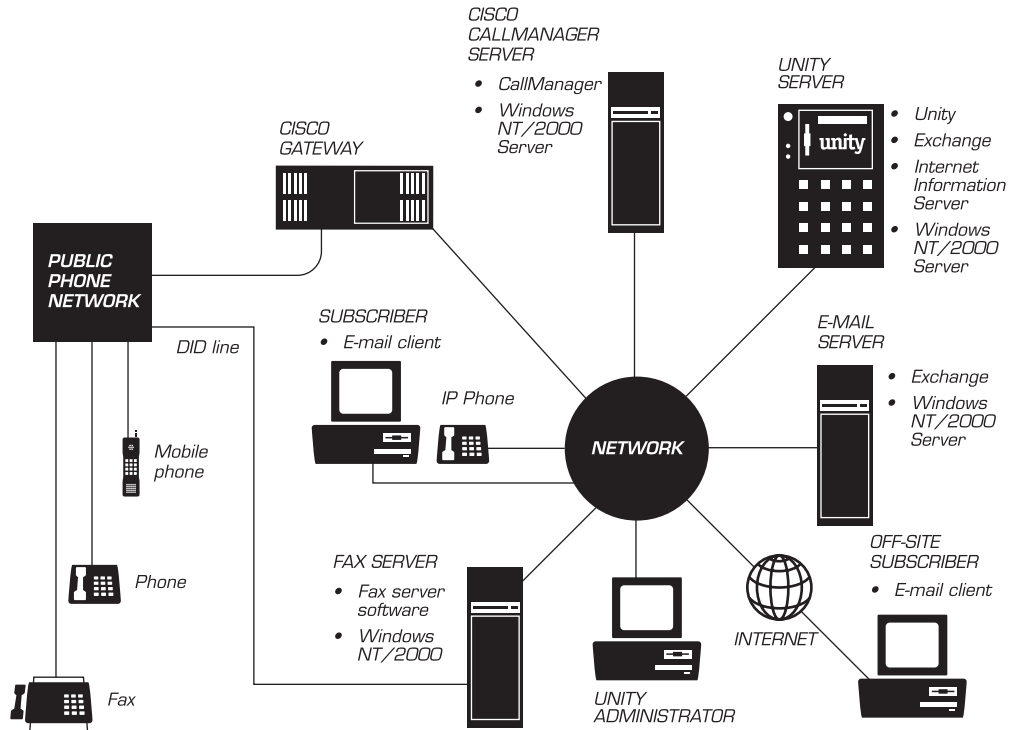 CISCO
CALLMANAGER
SERVER
• CallManager
• Windows
NT/2000
Server
UNITY
SERVER
unity
• Unity
• Exchange
• Internet
Information
Server
• Windows
NT/2000
Server
CISCO
GATEWAY
PUBLIC
PHONE
NETWORK
DID line
SUBSCRIBER
• E-mail client
IP Phone
NETWORK
E-MAIL
SERVER
• Exchange
• Windows
NT/2000
Server
Mobile
phone
Phone
Fax
FAX SERVER
• Fax server
software
• Windows
NT/2000
UNITY
ADMINISTRATOR
INTERNET
OFF-SITE
SUBSCRIBER
• E-mail client